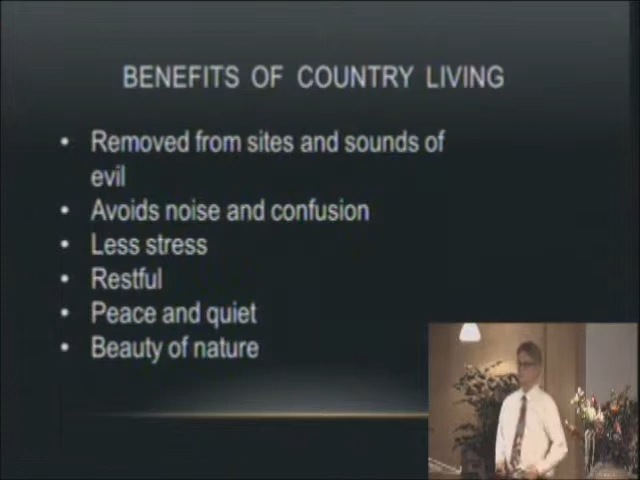 BENEFITS OF COUNTRY LIVING
• Removed from sites and sounds of
evil
• Avoids noise and confusion
• Less stress
• Restful
• Peace and quiet
• Beauty of nature